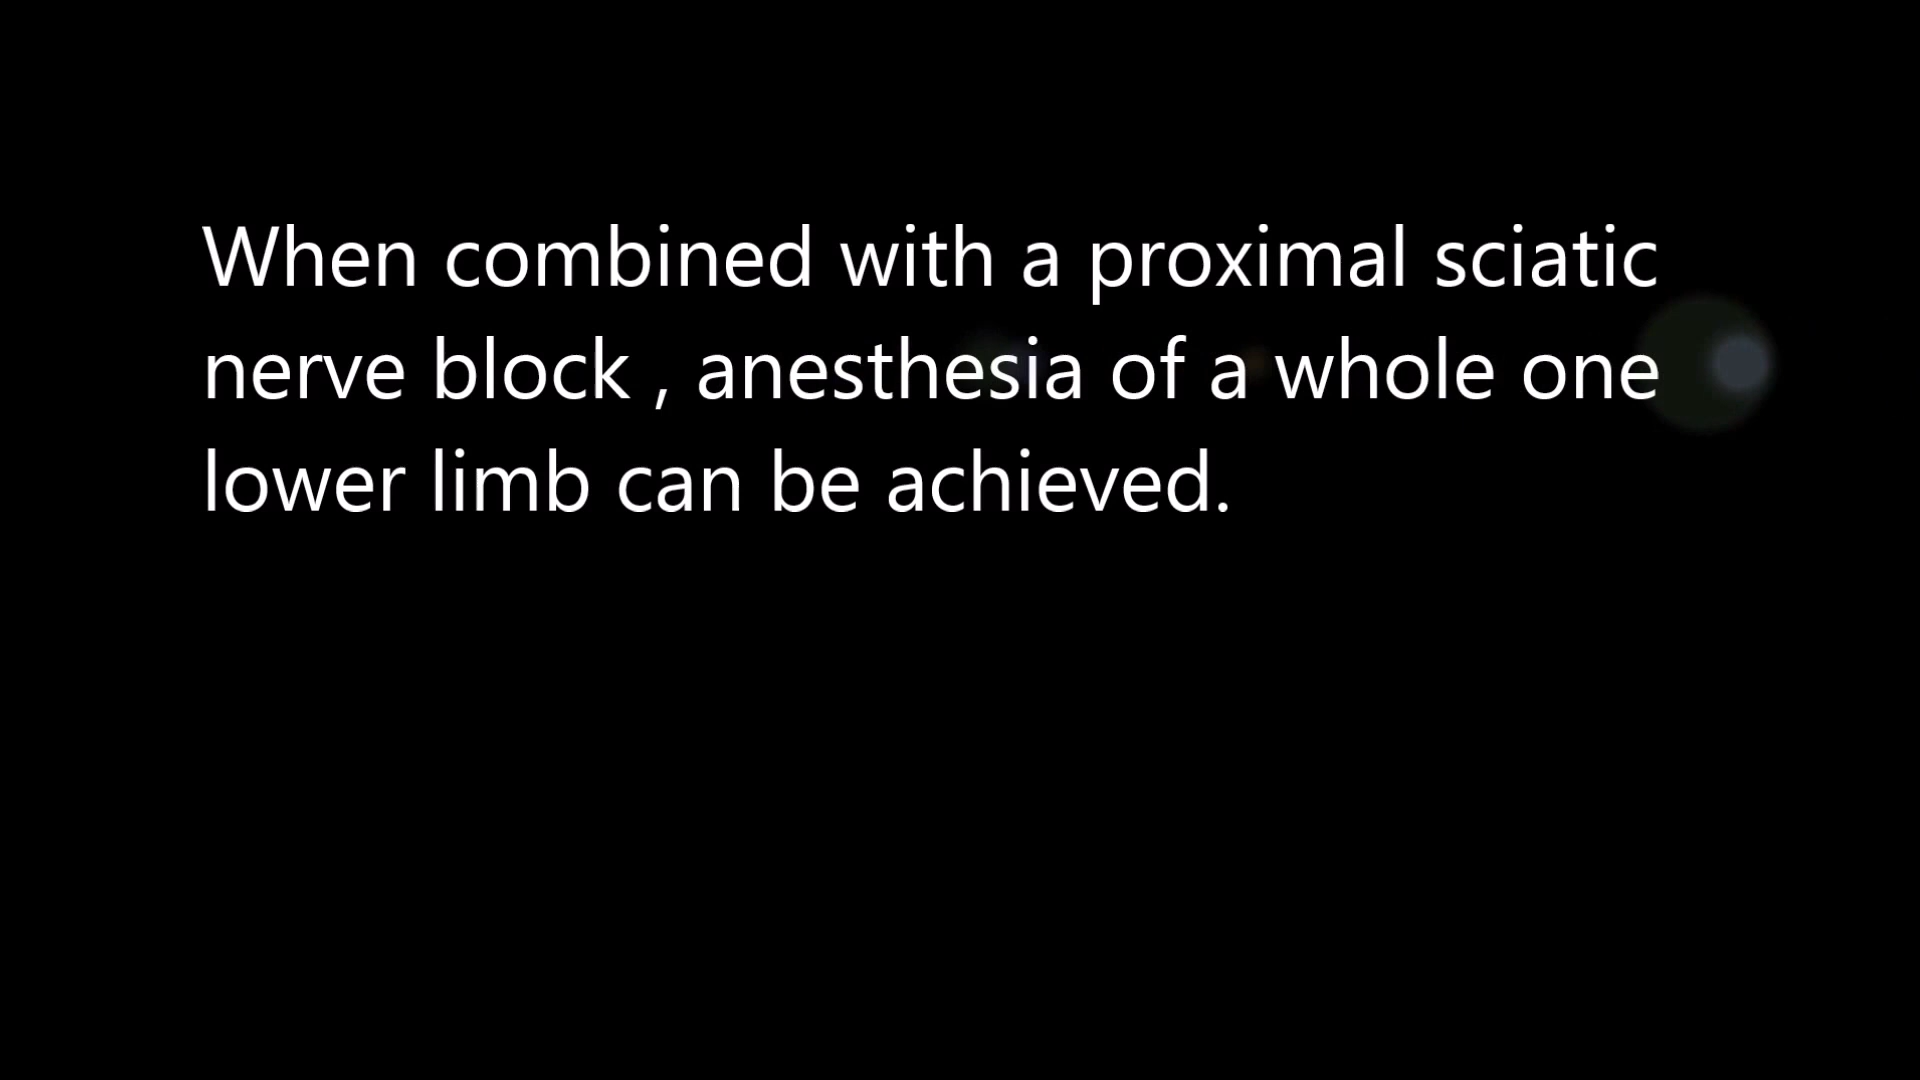 When combined with a proximal sciatic
nerve block , anesthesia of a whole one
lower limb can be achieved.